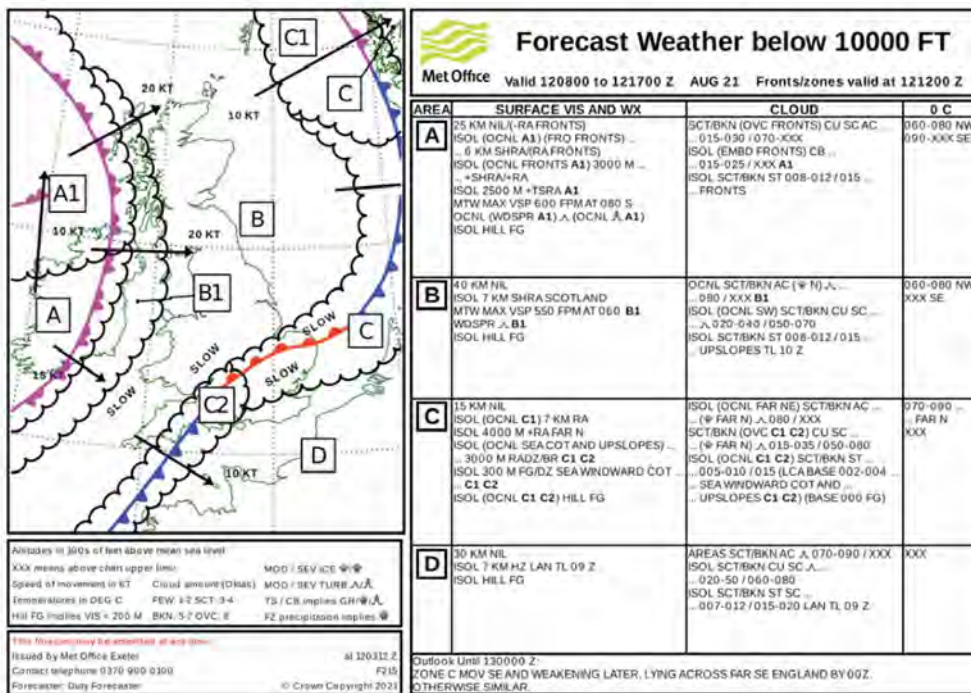 C1
C
20 KT
10 KT
A1
B
10 KT
20 KT
B1
A
SLOW
C
15 KT
SLOW
SLOW
SLOW
C2
D
10 KT
Met Office
Forecast Weather below 10000 FT
Valid 120800 to 121700 Z AUG 21 Fronts/zones valid at 121200 Z
AREA SURFACE VIS AND WX CLOUD 0 C
A
25 KM NIL/(-RA FRONTS)
ISOL (OCNL A1) (FRQ FRONTS) ...
... 6 KM SHRA/(RA FRONTS)
ISOL (OCNL FRONTS A1) 3000 M ...
... +SHRA/+RA
ISOL 2500 M +TSRA A1
MTW MAX VSP 600 FPM AT 080 S
OCNL (WDSPR A1) (OCNL A1)
ISOL HILL FG
SCT/BKN (OVC FRONTS) CU SC AC ...
... 015-030 / 070-XXX
ISOL (EMBD FRONTS) CB ...
... 015-025 / XXX A1
ISOL SCT/BKN ST 008-012 / 015 ...
... FRONTS
060-080 NW
090-XXX SE
B
40 KM NIL
ISOL 7 KM SHRA SCOTLAND
MTW MAX VSP 550 FPM AT 060 B1
WDSPR B1
ISOL HILL FG
OCNL SCT/BKN AC ( N) ...
... 080 / XXX B1
ISOL (OCNL SW) SCT/BKN CU SC ...
... 020-040 / 050-070
ISOL SCT/BKN ST 008-012 / 015 ...
... UPSLOPES TL 10 Z
060-080 NW
XXX SE
C
15 KM NIL
ISOL (OCNL C1) 7 KM RA
ISOL 4000 M +RA FAR N
ISOL (OCNL SEA COT AND UPSLOPES) ...
... 3000 M RADZ/BR C1 C2
ISOL 300 M FG/DZ SEA WINDWARD COT ...
... C1 C2
ISOL (OCNL C1 C2) HILL FG
ISOL (OCNL FAR NE) SCT/BKN AC ...
... ( FAR N) 080 / XXX
SCT/BKN (OVC C1 C2) CU SC ...
... ( FAR N) 015-035 / 050-080
ISOL (OCNL C1 C2) SCT/BKN ST ...
... 005-010 / 015 (LCA BASE 002-004 ...
... SEA WINDWARD COT AND ...
... UPSLOPES C1 C2) (BASE 000 FG)
070-090 ...
... FAR N
XXX
D
30 KM NIL
ISOL 7 KM HZ LAN TL 09 Z
ISOL HILL FG
AREAS SCT/BKN AC 070-090 / XXX
ISOL SCT/BKN CU SC ...
... 020-50 / 060-080
ISOL SCT/BKN ST SC ...
... 007-012 / 015-020 LAN TL 09 Z
XXX
Altitudes in 100s of feet above mean sea level
XXX means above chart upper limit MOD / SEV ICE
Speed of movement in KT Cloud amount (Oktas) MOD / SEV TURB
Temperatures in DEG C FEW: 1-2 SCT: 3-4 TS / CB implies GR/
Hill FG implies VIS < 200 M BKN: 5-7 OVC: 8 FZ precipitation implies
This forecast may be amended at any time.
Issued by Met Office Exeter at 120312 Z
Contact telephone 0370 900 0100 F215
Forecaster: Duty Forecaster © Crown Copyright 2021
Outlook Until 130000 Z:
ZONE C MOV SE AND WEAKENING LATER, LYING ACROSS FAR SE ENGLAND BY 00Z.
OTHERWISE SIMILAR.